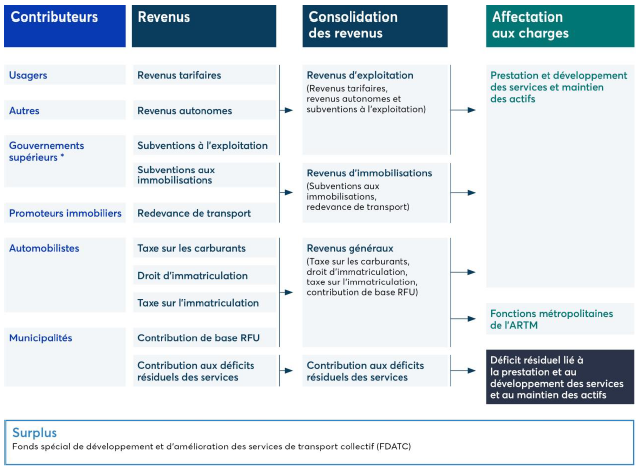 Contributeurs
Revenus
Consolidation
des revenus
Affectation
aux charges
Usagers
Revenus tarifaires
Revenus d'exploitation
(Revenus tarifaires,
revenus autonomes et
subventions à l'exploitation)
Prestation et développement
des services et maintien
des actifs
Autres
Revenus autonomes
Gouvernements
supérieurs *
Subventions à l'exploitation
Subventions aux
immobilisations
Revenus d'immobilisations
(Subventions aux
immobilisations,
redevance de transport)
Promoteurs immobiliers
Redevance de transport
Automobilistes
Taxe sur les carburants
Droit d'immatriculation
Taxe sur l'immatriculation
Revenus généraux
(Taxe sur les carburants,
droit d'immatriculation,
taxe sur l'immatriculation,
contribution de base RFU)
Fonctions métropolitaines
de l'ARTM
Municipalités
Contribution de base RFU
Contribution aux déficits
résiduels des services
Contribution aux déficits
résiduels des services
Déficit résiduel lié à
la prestation et au
développement des services
et au maintien des actifs
Surplus
Fonds spécial de développement et d'amélioration des services de transport collectif (FDATC)